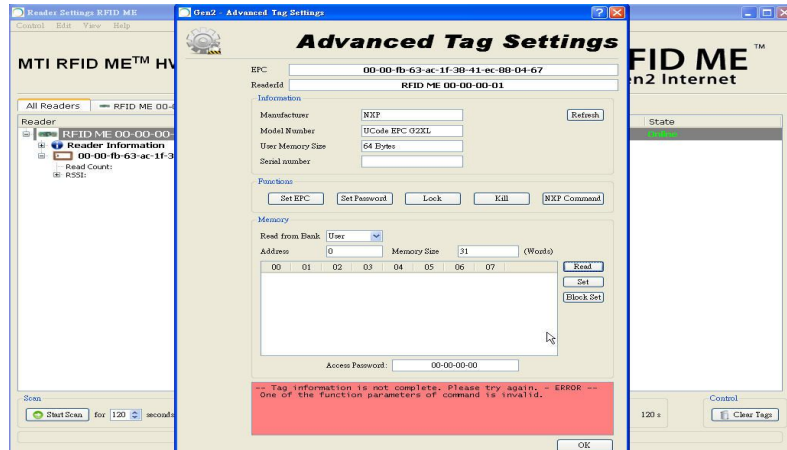 Reader Settings RFID ME
Control Edit View Help
MTI RFID ME™ HW
FID ME™
n2 Internet
All Readers
RFID ME 00-
Reader
State
RFID ME 00-00-00-
Online
Reader Information
00-00-fb-63-ac-1f-3
Read Count:
RSSI:
Scan
Start Scan for 120 seconds
120 s
Control
Clear Tags
Gen2 - Advanced Tag Settings
Advanced Tag Settings
EPC 00-00-fb-63-ac-1f-38-41-ec-88-04-67
ReaderId RFID ME 00-00-00-01
Information
Manufacturer NXP Refresh
Model Number UCode EPC G2XL
User Memory Size 64 Bytes
Serial number
Functions
Set EPC Set Password Lock Kill NXP Command
Memory
Read from Bank User
Address 0 Memory Size 31 (Words)
00 01 02 03 04 05 06 07 Read
Set
Block Set
Access Password: 00-00-00-00
-- Tag information is not complete. Please try again. - ERROR --
One of the function parameters of command is invalid.
OK